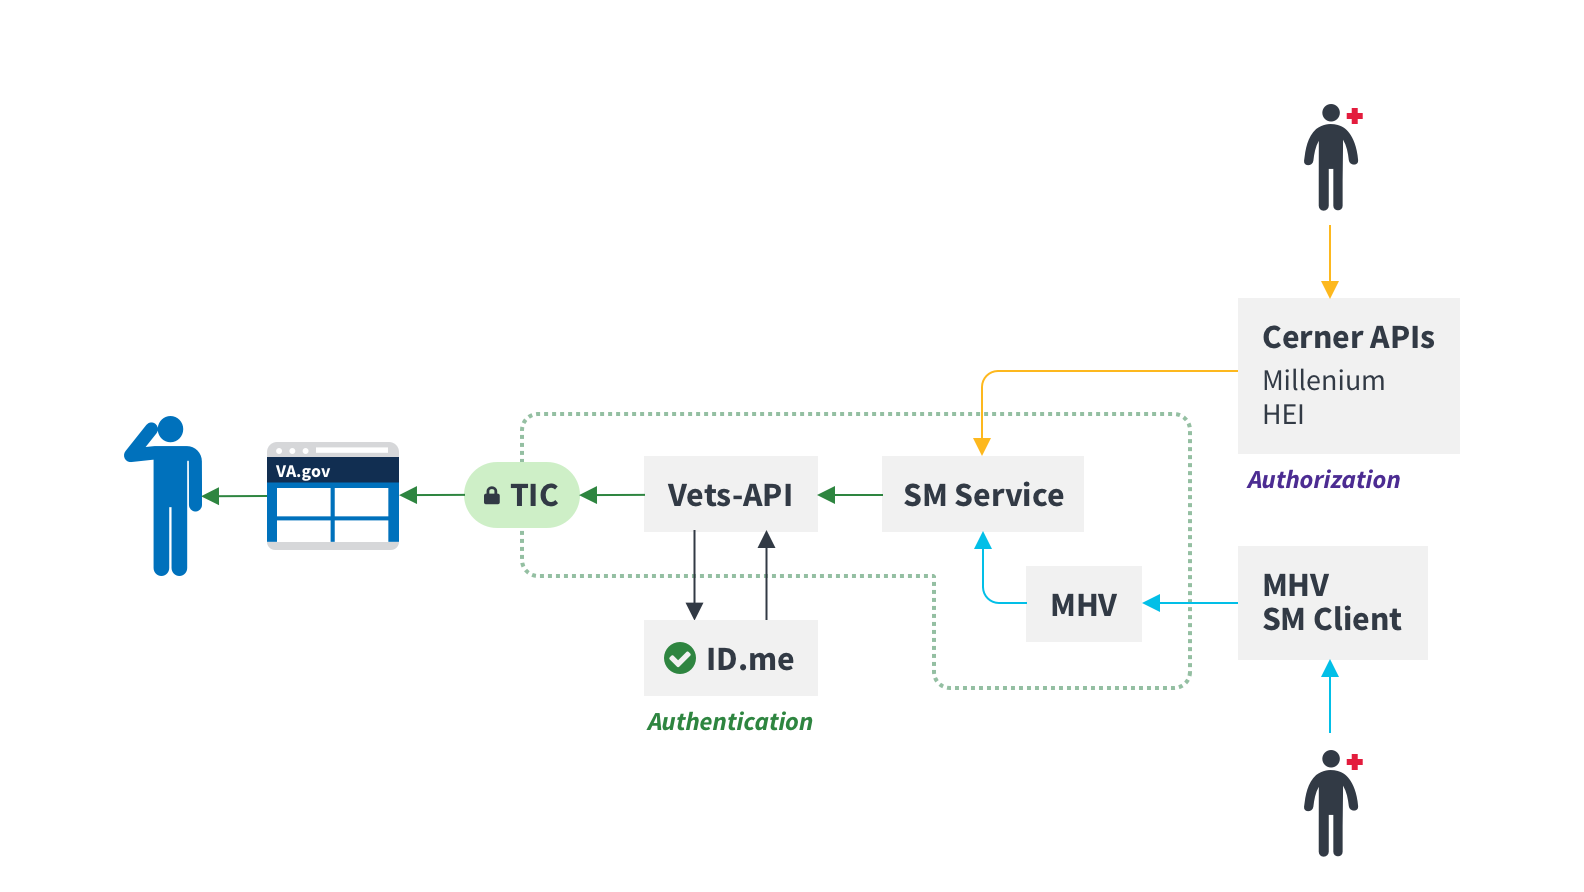 Cerner APIs
Millenium
HEI
Authorization
VA.gov
TIC
Vets-API
SM Service
MHV
MHV
SM Client
ID.me
Authentication